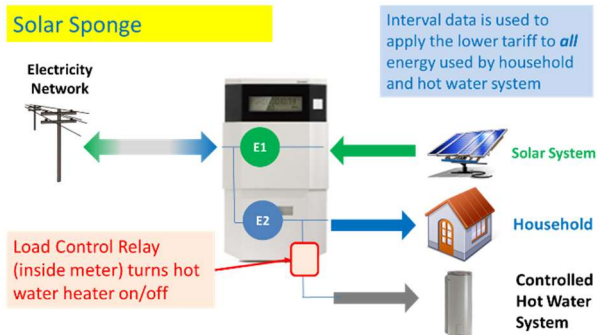 Solar Sponge
Interval data is used to
apply the lower tariff to all
energy used by household
and hot water system
Electricity
Network
E1
Solar System
E2
Household
Load Control Relay
(inside meter) turns hot
water heater on/off
Controlled
Hot Water
System